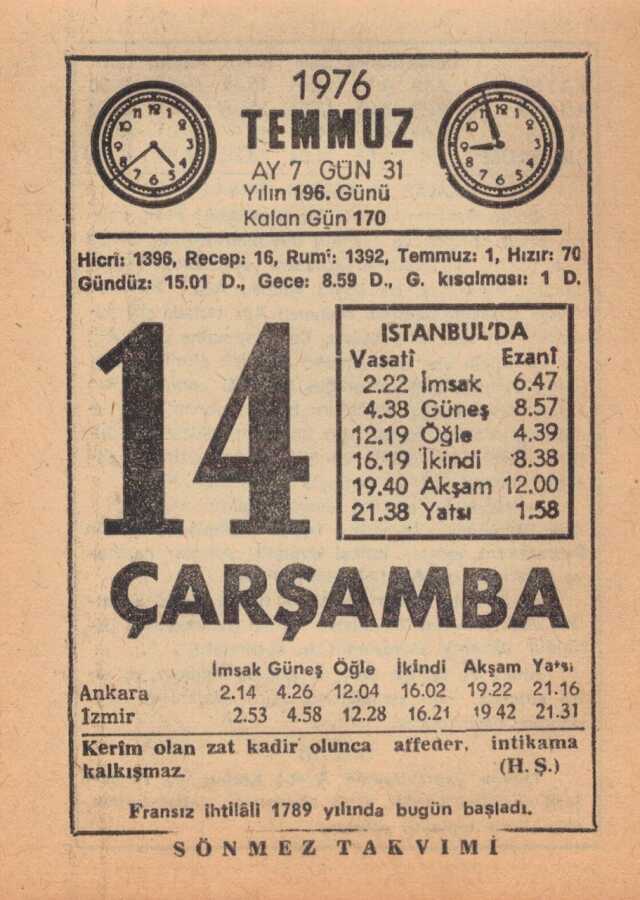 1976
TEMMUZ
AY 7 GÜN 31
Yılın 196. Günü
Kalan Gün 170
Hicrî: 1396, Recep: 16, Rumî: 1392, Temmuz: 1, Hızır: 70
Gündüz: 15.01 D., Gece: 8.59 D., G. kısalması: 1 D.
14
ISTANBUL'DA
Vasatî Ezanî
2.22 İmsak 6.47
4.38 Güneş 8.57
12.19 Öğle 4.39
16.19 İkindi 8.38
19.40 Akşam 12.00
21.38 Yatsı 1.58
ÇARŞAMBA
İmsak Güneş Öğle İkindi Akşam Yatsı
Ankara 2.14 4.26 12.04 16.02 19.22 21.16
İzmir 2.53 4.58 12.28 16.21 19 42 21.31
Kerîm olan zat kadir olunca affeder, intikama
kalkışmaz. (H. Ş.)
Fransız ihtilâli 1789 yılında bugün başladı.
SÖNMEZ TAKVİMİ